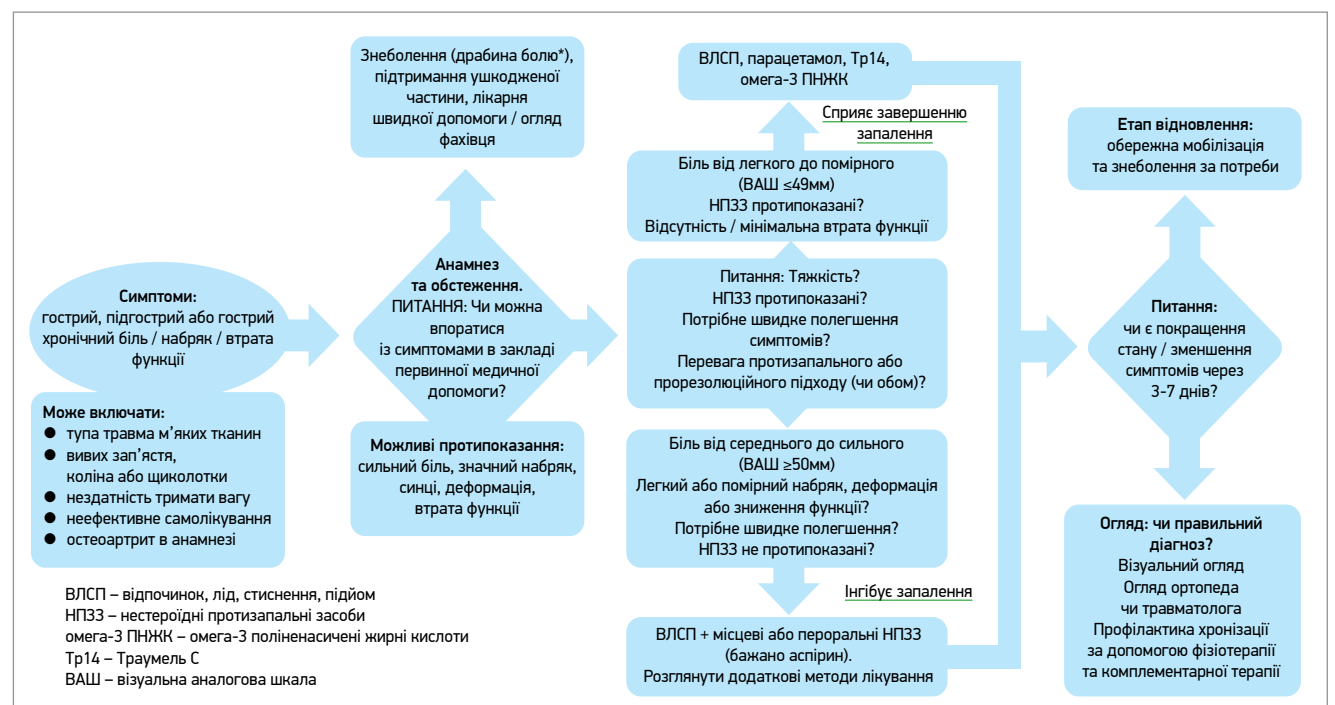 Знеболення (драбина болю*),
підтримання ушкодженої
частини, лікарня
швидкої допомоги / огляд
фахівця
Симптоми:
гострий, підгострий або гострий
хронічний біль / набряк / втрата
функції
Може включати:
● тупа травма м’яких тканин
● вивих зап’ястя,
коліна або щиколотки
● нездатність тримати вагу
● неефективне самолікування
● остеоартрит в анамнезі
Анамнез
та обстеження.
ПИТАННЯ: Чи можна
впоратися
із симптомами в закладі
первинної медичної
допомоги?
Можливі протипоказання:
сильний біль, значний набряк,
синці, деформація,
втрата функції
ВЛСП, парацетамол, Тр14,
омега-3 ПНЖК
Сприяє завершенню
запалення
Біль від легкого до помірного
(ВАШ ≤49мм)
НПЗЗ протипоказані?
Відсутність / мінімальна втрата функції
Питання: Тяжкість?
НПЗЗ протипоказані?
Потрібне швидке полегшення
симптомів?
Перевага протизапального або
прорезолюційного підходу (чи обом)?
Біль від середнього до сильного
(ВАШ ≥50мм)
Легкий або помірний набряк, деформація
або зниження функції?
Потрібне швидке полегшення?
НПЗЗ не протипоказані?
Інгібує запалення
ВЛСП + місцеві або пероральні НПЗЗ
(бажано аспірин).
Розглянути додаткові методи лікування
Етап відновлення:
обережна мобілізація
та знеболення за потреби
Питання:
чи є покращення
стану / зменшення
симптомів через
3-7 днів?
Огляд: чи правильний
діагноз?
Візуальний огляд
Огляд ортопеда
чи травматолога
Профілактика хронізації
за допомогою фізіотерапії
та комплементарної терапії
ВЛСП – відпочинок, лід, стиснення, підйом
НПЗЗ – нестероїдні протизапальні засоби
омега-3 ПНЖК – омега-3 поліненасичені жирні кислоти
Тр14 – Траумель С
ВАШ – візуальна аналогова шкала